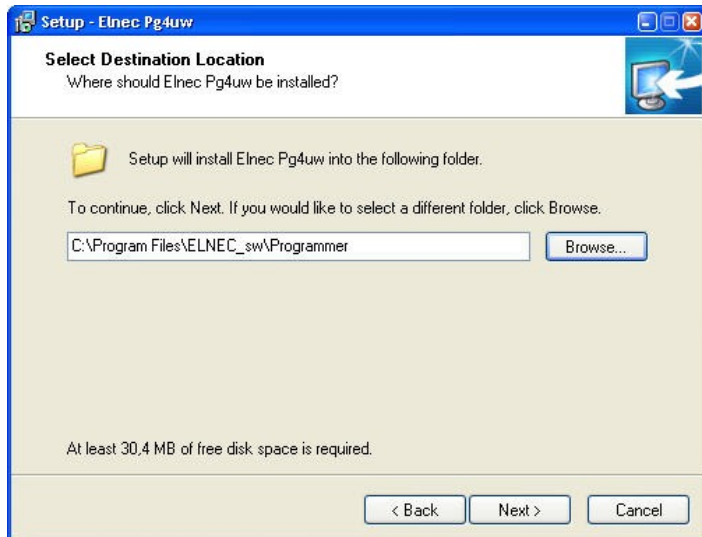 Setup - Elnec Pg4uw
Select Destination Location
Where should Elnec Pg4uw be installed?
Setup will install Elnec Pg4uw into the following folder.
To continue, click Next. If you would like to select a different folder, click Browse.
C:\Program Files\ELNEC_sw\Programmer
Browse...
At least 30,4 MB of free disk space is required.
< Back
Next >
Cancel